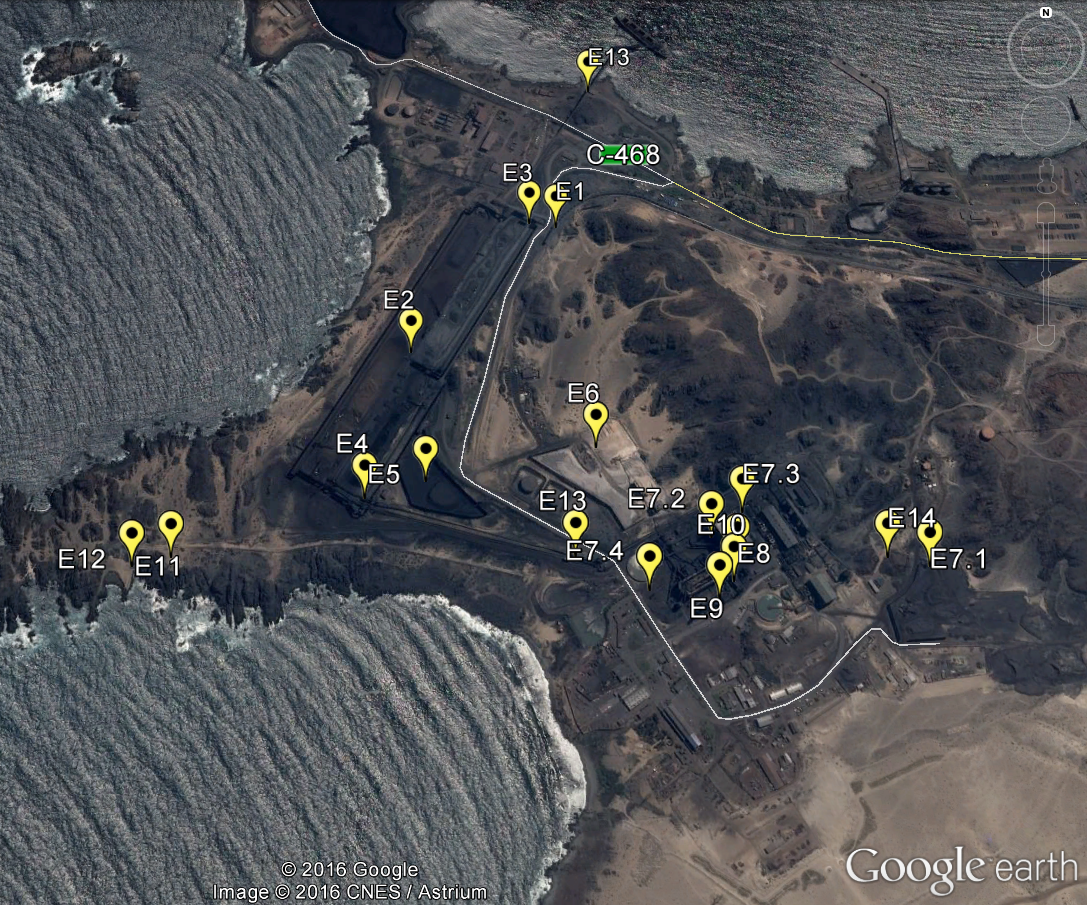 N
E13
C-468
E3
E1
E2
E6
E4
E5
E7.3
E7.2
E13
E10
E14
E7.4
E8
E7.1
E12
E11
E9
© 2016 Google
Image © 2016 CNES / Astrium
Google earth